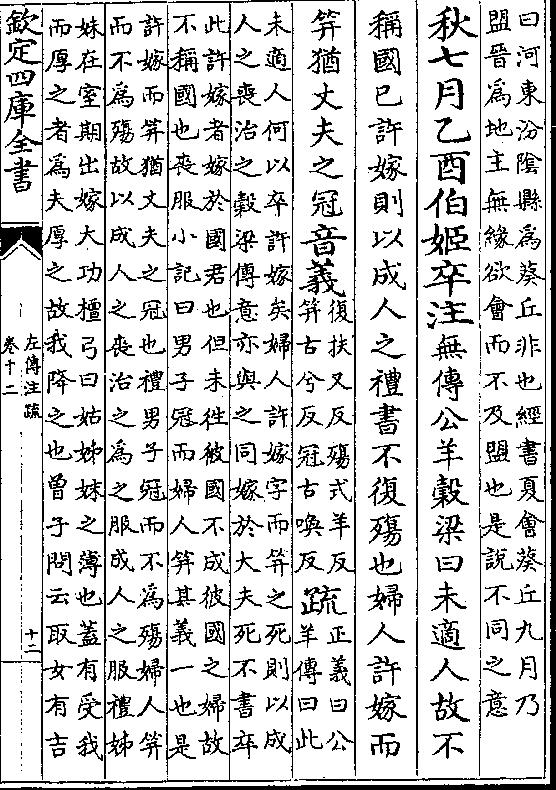 曰河東汾隂縣為葵丘非也經書夏會葵丘九月乃
盟晉為地主無緣欲會而不及盟也是說不同之意
秋七月乙酉伯姬卒注無傳公羊穀梁曰未適人故不
稱國已許嫁則以成人之禮書不復殤也婦人許嫁而
笄猶丈夫之冠音義復扶又反殤式羊反
笄古兮反冠古喚反疏正義曰公
羊傳曰此
未適人何以卒許嫁矣婦人許嫁字而笄之死則以成
人之喪治之穀梁傳意亦與之同嫁於大夫死不書卒
此許嫁者嫁於國君也但未徃彼國不成彼國之婦故
不稱國也喪服小記曰男子冠而婦人笄其義一也是
許嫁而笄猶丈夫之冠也禮男子冠而不為殤婦人笄
而不為殤故以成人之喪治之為之服成人之服禮姊
妹在室期出嫁大功檀弓曰姑姊妹之薄也蓋有受我
而厚之者為夫厚之故我降之也曾子問云取女有吉
欽定四庫全書
左傳注疏
卷十二
十二